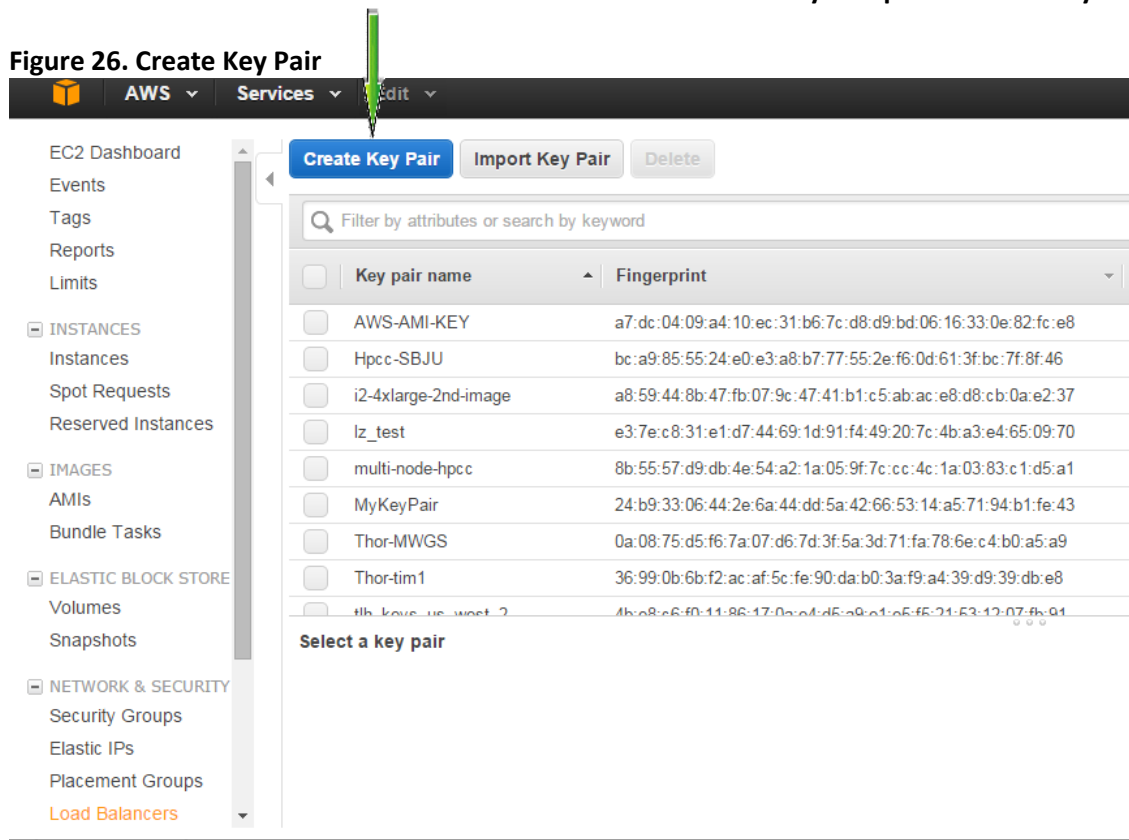 Figure 26. Create Key Pair
AWS Services Edit
EC2 Dashboard
Events
Tags
Reports
Limits
INSTANCES
Instances
Spot Requests
Reserved Instances
IMAGES
AMIs
Bundle Tasks
ELASTIC BLOCK STORE
Volumes
Snapshots
NETWORK & SECURITY
Security Groups
Elastic IPs
Placement Groups
Load Balancers
Create Key Pair Import Key Pair Delete
Filter by attributes or search by keyword
Key pair name Fingerprint
AWS-AMI-KEY a7:dc:04:09:a4:10:ec:31:b6:7c:d8:d9:bd:06:16:33:0e:82:fc:e8
Hpcc-SBJU bc:a9:85:55:24:e0:e3:a8:b7:77:55:2e:f6:0d:61:3f:bc:7f:8f:46
i2-4xlarge-2nd-image a8:59:44:8b:47:fb:07:9c:47:41:b1:c5:ab:ac:e8:d8:cb:0a:e2:37
lz_test e3:7e:c8:31:e1:d7:44:69:1d:91:f4:49:20:7c:4b:a3:e4:65:09:70
multi-node-hpcc 8b:55:57:d9:db:4e:54:a2:1a:05:9f:7c:cc:4c:1a:03:83:c1:d5:a1
MyKeyPair 24:b9:33:06:44:2e:6a:44:dd:5a:42:66:53:14:a5:71:94:b1:fe:43
Thor-MWGS 0a:08:75:d5:f6:7a:07:d6:7d:3f:5a:3d:71:fa:78:6e:c4:b0:a5:a9
Thor-tim1 36:99:0b:6b:f2:ac:af:5c:fe:90:da:b0:3a:f9:a4:39:d9:39:db:e8
Select a key pair